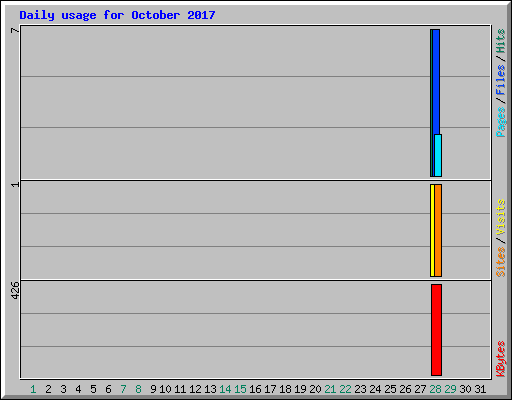 Daily usage for October 2017
7
1
426
Pages / Files / Hits
Sites / Visits
KBytes
1 2 3 4 5 6 7 8 9 10 11 12 13 14 15 16 17 18 19 20 21 22 23 24 25 26 27 28 29 30 31